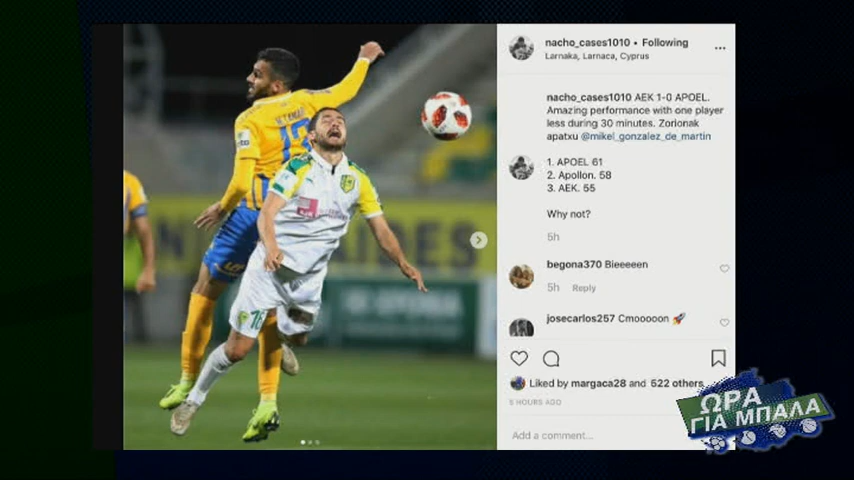 nacho_cases1010 • Following
Larnaka, Larnaca, Cyprus
nacho_cases1010 AEK 1-0 APOEL.
Amazing performance with one player
less during 30 minutes. Zorionak
apatxu @mikel_gonzalez_de_martin
1. APOEL 61
2. Apollon. 58
3. AEK. 55
Why not?
5h
begona370 Bieeeeen
5h Reply
josecarlos257 Cmooooon 🚀
Liked by margaca28 and 522 others
5 HOURS AGO
Add a comment...
13
76
ΩΡΑ
ΓΙΑ ΜΠΑΛΑ